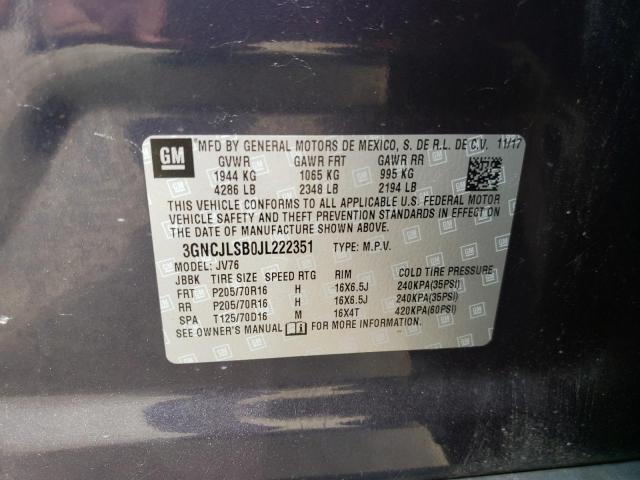 GM
MFD BY GENERAL MOTORS DE MEXICO, S. DE R.L. DE C.V. 11/17
GVWR GAWR FRT GAWR RR
1944 KG 1065 KG 995 KG
4286 LB 2348 LB 2194 LB
THIS VEHICLE CONFORMS TO ALL APPLICABLE U.S. FEDERAL MOTOR
VEHICLE SAFETY AND THEFT PREVENTION STANDARDS IN EFFECT ON
THE DATE OF MANUFACTURE SHOWN ABOVE.
3GNCJLSB0JL222351 TYPE: M.P.V.
MODEL: JV76
JBBK TIRE SIZE SPEED RTG RIM COLD TIRE PRESSURE
FRT P205/70R16 H 16X6.5J 240KPA(35PSI)
RR P205/70R16 H 16X6.5J 240KPA(35PSI)
SPA T125/70D16 M 16X4T 420KPA(60PSI)
SEE OWNER'S MANUAL FOR MORE INFORMATION.